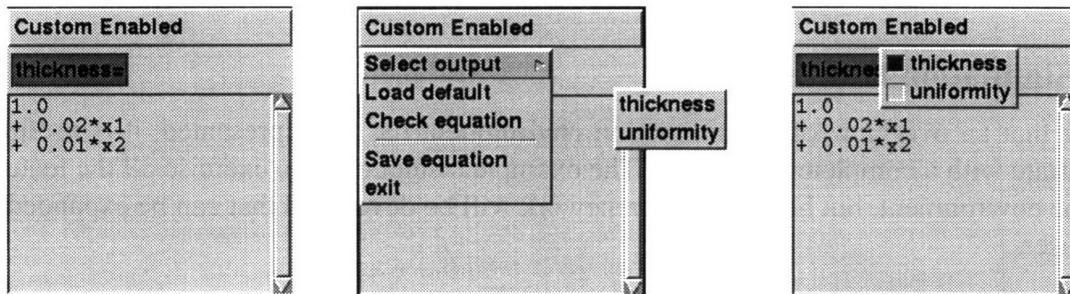 Custom Enabled
thickness=
1.0
+ 0.02*x1
+ 0.01*x2
Custom Enabled
Select output
Load default
Check equation
Save equation
exit
thickness
uniformity
Custom Enabled
thickness
uniformity
1.0
+ 0.02*x1
+ 0.01*x2